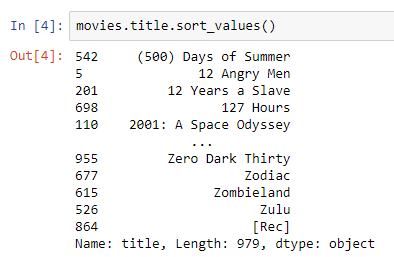 In [4]: movies.title.sort_values()
Out[4]: 542 (500) Days of Summer
5 12 Angry Men
201 12 Years a Slave
698 127 Hours
110 2001: A Space Odyssey
...
955 Zero Dark Thirty
677 Zodiac
615 Zombieland
526 Zulu
864 [Rec]
Name: title, Length: 979, dtype: object